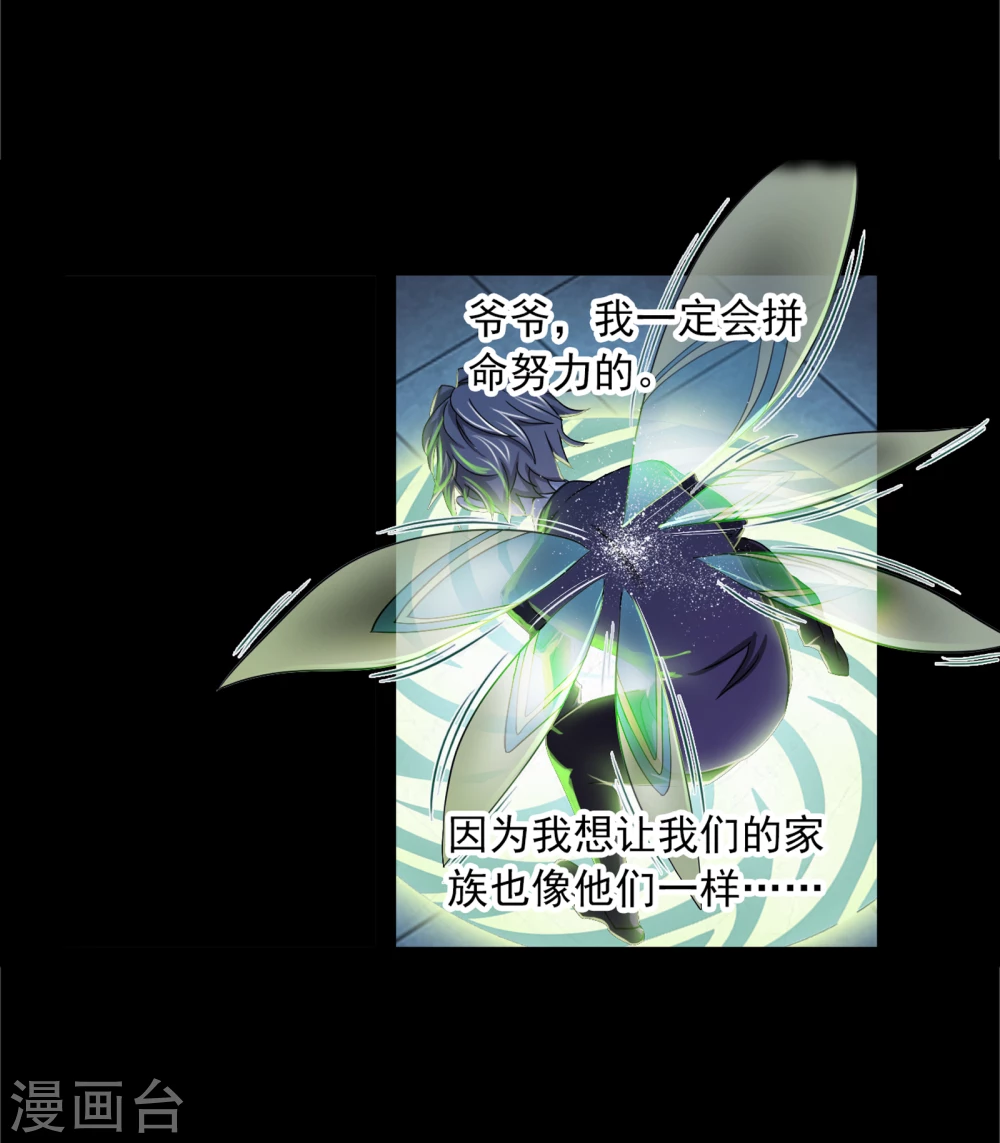 爷爷，我一定会拼
命努力的。
因为我想让我们的家
族也像他们一样……
漫画台